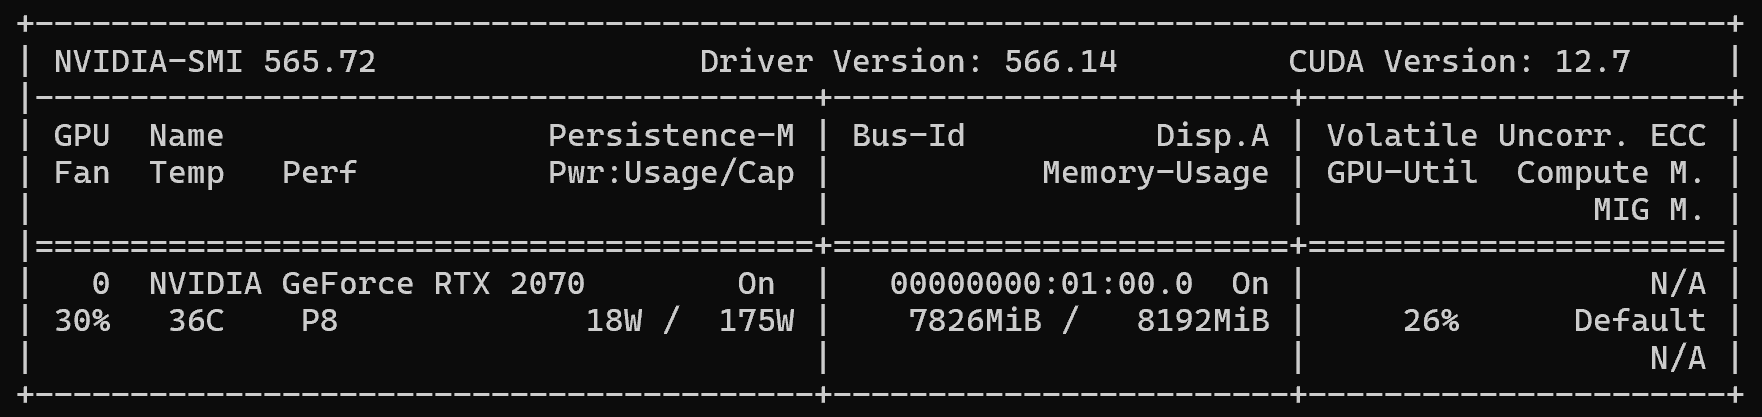 +-----------------------------------------------------------------------------------------+
| NVIDIA-SMI 565.72                 Driver Version: 566.14         CUDA Version: 12.7     |
|-----------------------------------------+------------------------+----------------------+
| GPU  Name                 Persistence-M | Bus-Id          Disp.A | Volatile Uncorr. ECC |
| Fan  Temp   Perf          Pwr:Usage/Cap |           Memory-Usage | GPU-Util  Compute M. |
|                                         |                        |               MIG M. |
|=========================================+========================+======================|
|   0  NVIDIA GeForce RTX 2070        On  |   00000000:01:00.0  On |                  N/A |
| 30%   36C    P8             18W /  175W |    7826MiB /   8192MiB |     26%      Default |
|                                         |                        |                  N/A |
+-----------------------------------------+------------------------+----------------------+